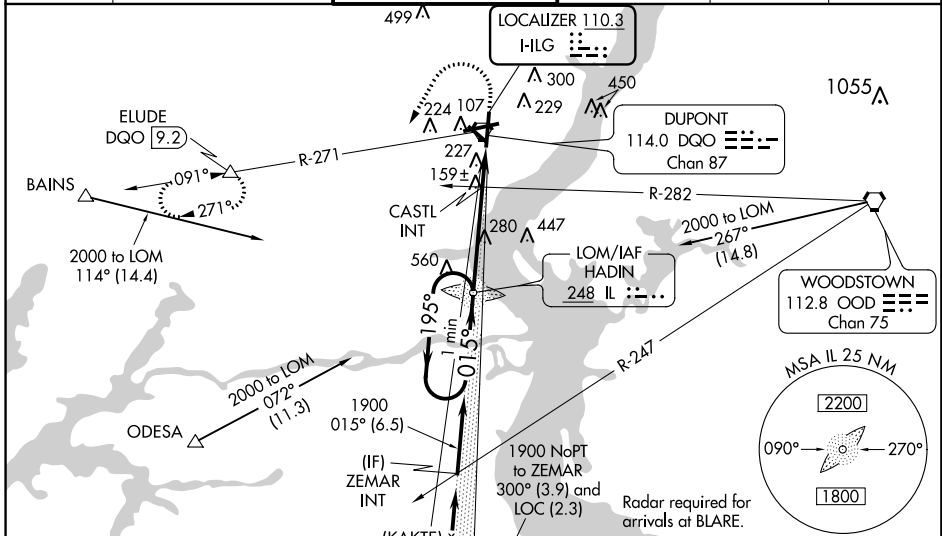 499
LOCALIZER 110.3
I-ILG
300
450
1055
229
224
107
ELUDE
DQO 9.2
DUPONT
114.0 DQO
Chan 87
R-271
227
091°
159±
BAINS
R-282
271°
CASTL
INT
2000 to LOM
267°
(14.8)
2000 to LOM
114° (14.4)
280
447
560
LOM/IAF
HADIN
248 IL
WOODSTOWN
112.8 OOD
Chan 75
195°
1 min
015°
R-247
MSA IL 25 NM
2200
090°
270°
1800
2000 to LOM
072°
(11.3)
ODESA
1900
015° (6.5)
(IF)
ZEMAR
INT
1900 NoPT
to ZEMAR
300° (3.9) and
LOC (2.3)
Radar required for
arrivals at BLARE.